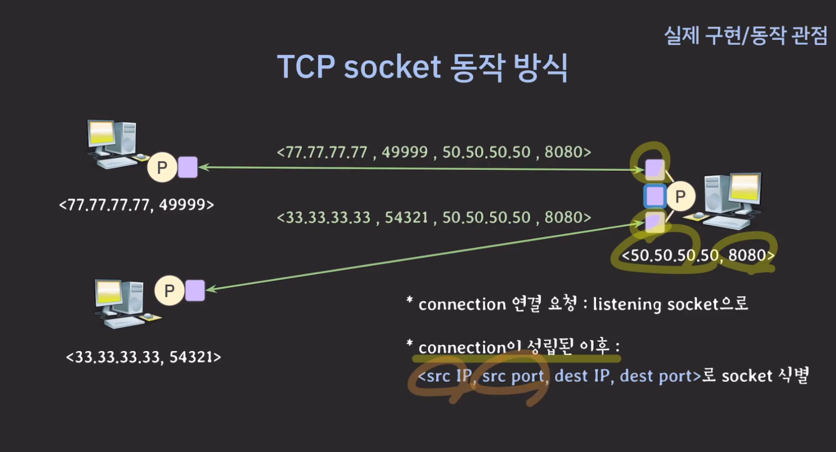 실제 구현/동작 관점
TCP socket 동작 방식
<77.77.77.77 , 49999 , 50.50.50.50 , 8080>
P
P
<77.77.77.77, 49999>
<33.33.33.33 , 54321 , 50.50.50.50 , 8080>
<50.50.50.50, 8080>
P
* connection 연결 요청 : listening socket으로
* connection이 성립된 이후 :
<33.33.33.33, 54321>
<src IP, src port, dest IP, dest port>로 socket 식별